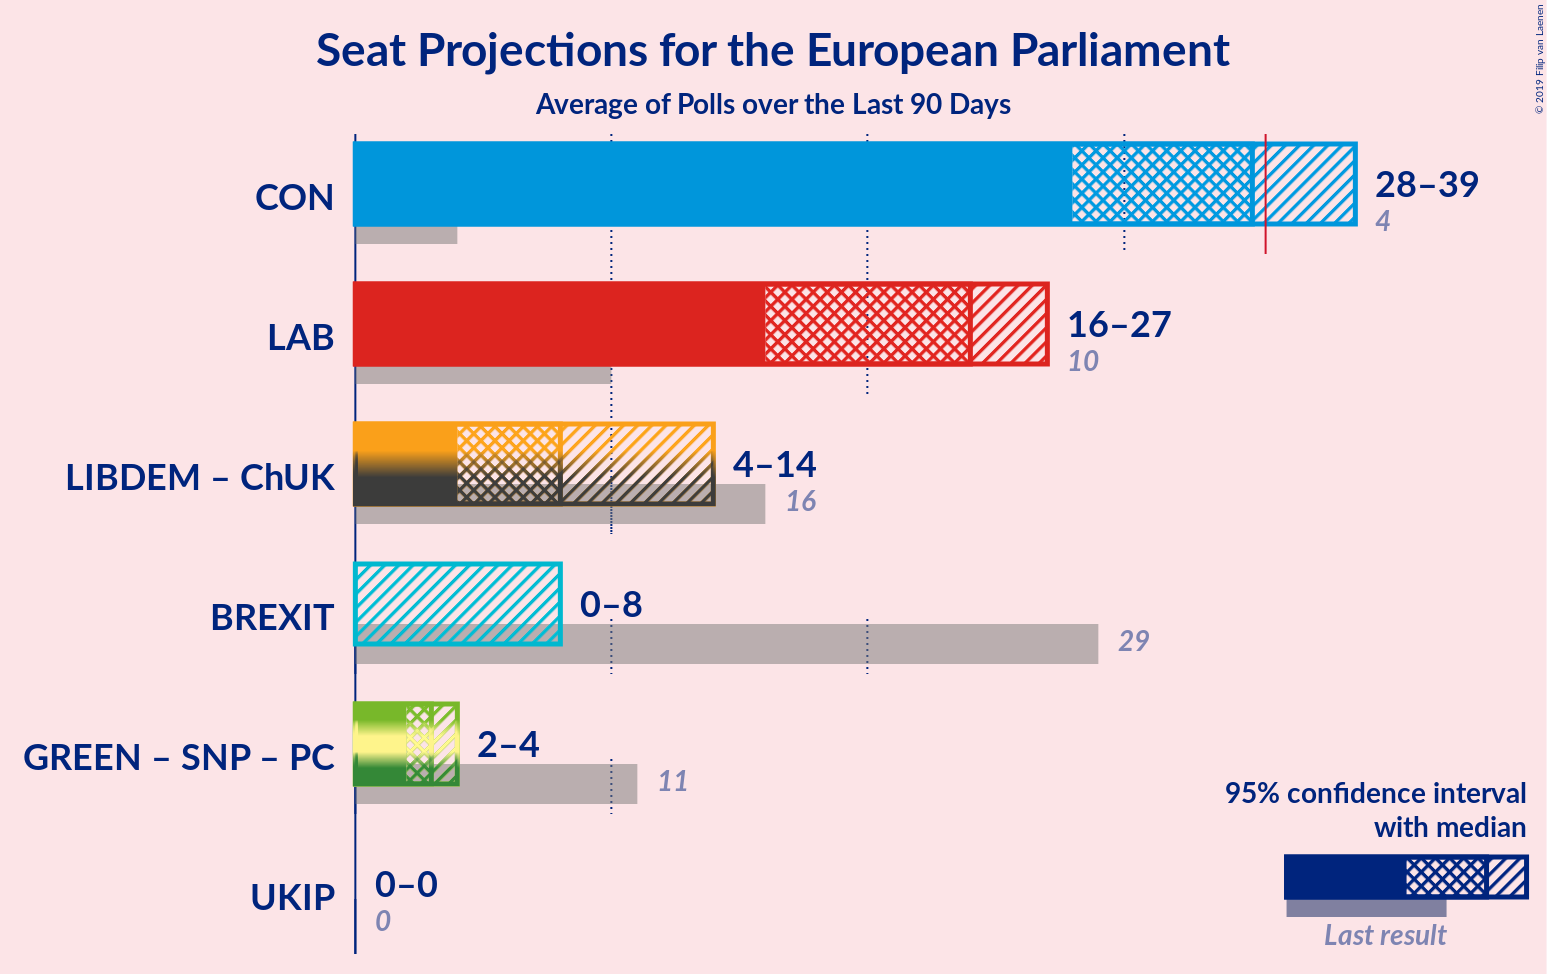 Seat Projections for the European Parliament
Average of Polls over the Last 90 Days
© 2019 Filip van Laenen
CON
28–39
4
LAB
16–27
10
LIBDEM – ChUK
4–14
16
BREXIT
0–8
29
GREEN – SNP – PC
2–4
11
UKIP
0–0
0
95% confidence interval
with median
Last result